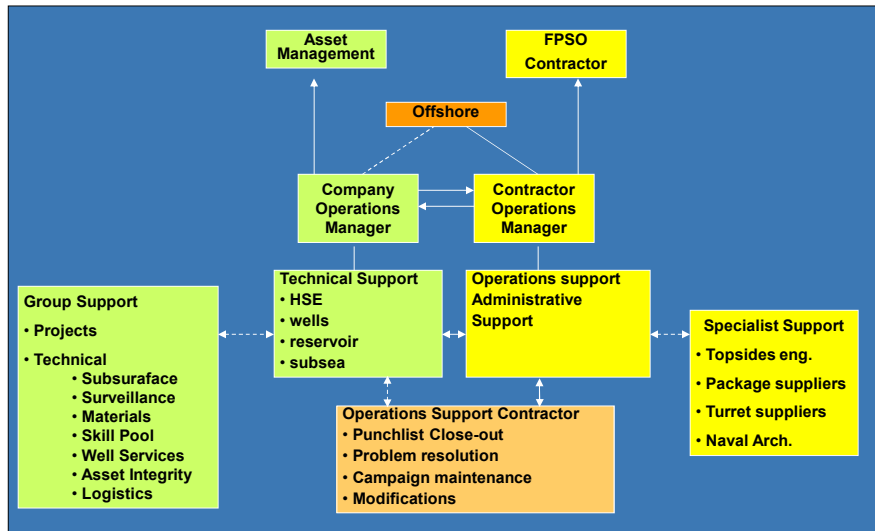 Asset
Management
FPSO
Contractor
Offshore
Company
Operations
Manager
Contractor
Operations
Manager
Technical Support
• HSE
• wells
• reservoir
• subsea
Operations support
Administrative
Support
Group Support
• Projects
• Technical
• Subsuraface
• Surveillance
• Materials
• Skill Pool
• Well Services
• Asset Integrity
• Logistics
Specialist Support
• Topsides eng.
• Package suppliers
• Turret suppliers
• Naval Arch.
Operations Support Contractor
• Punchlist Close-out
• Problem resolution
• Campaign maintenance
• Modifications